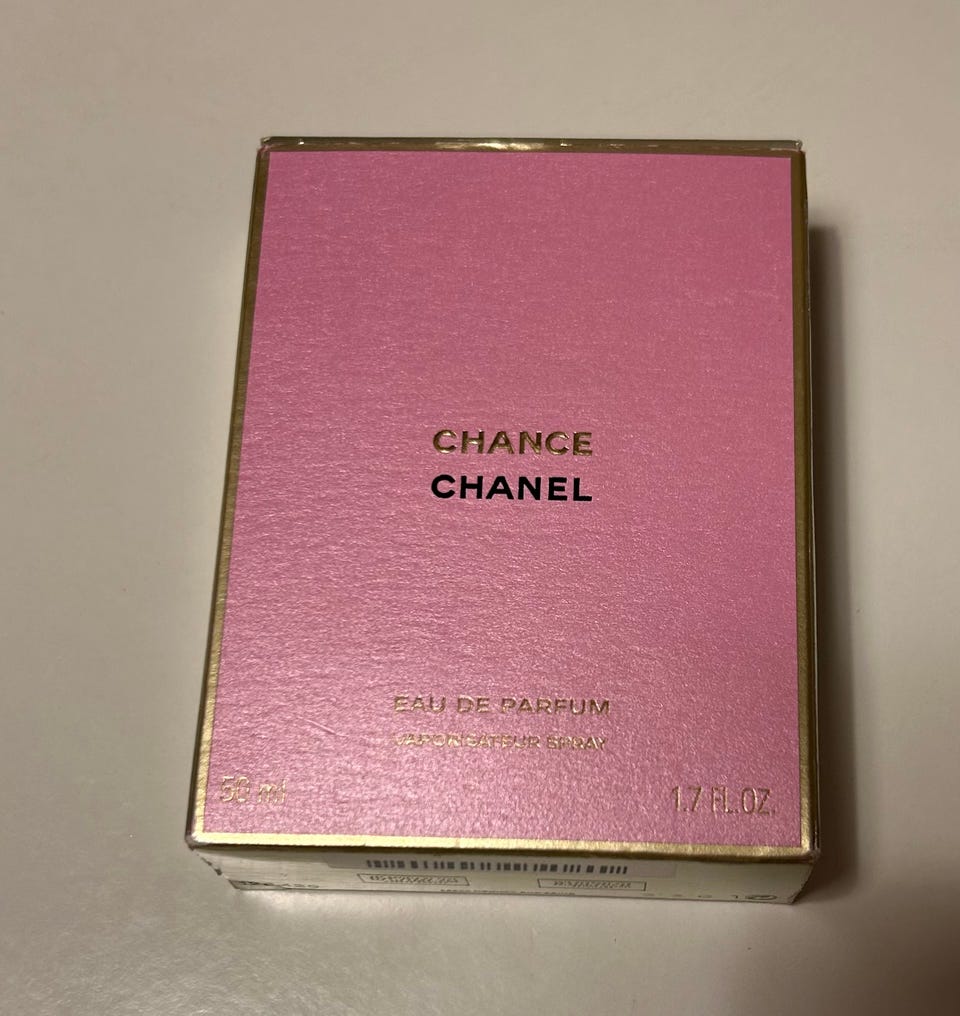 CHANCE
CHANEL
EAU DE PARFUM
VAPORISATEUR SPRAY
50 ml
1.7 FL.OZ.